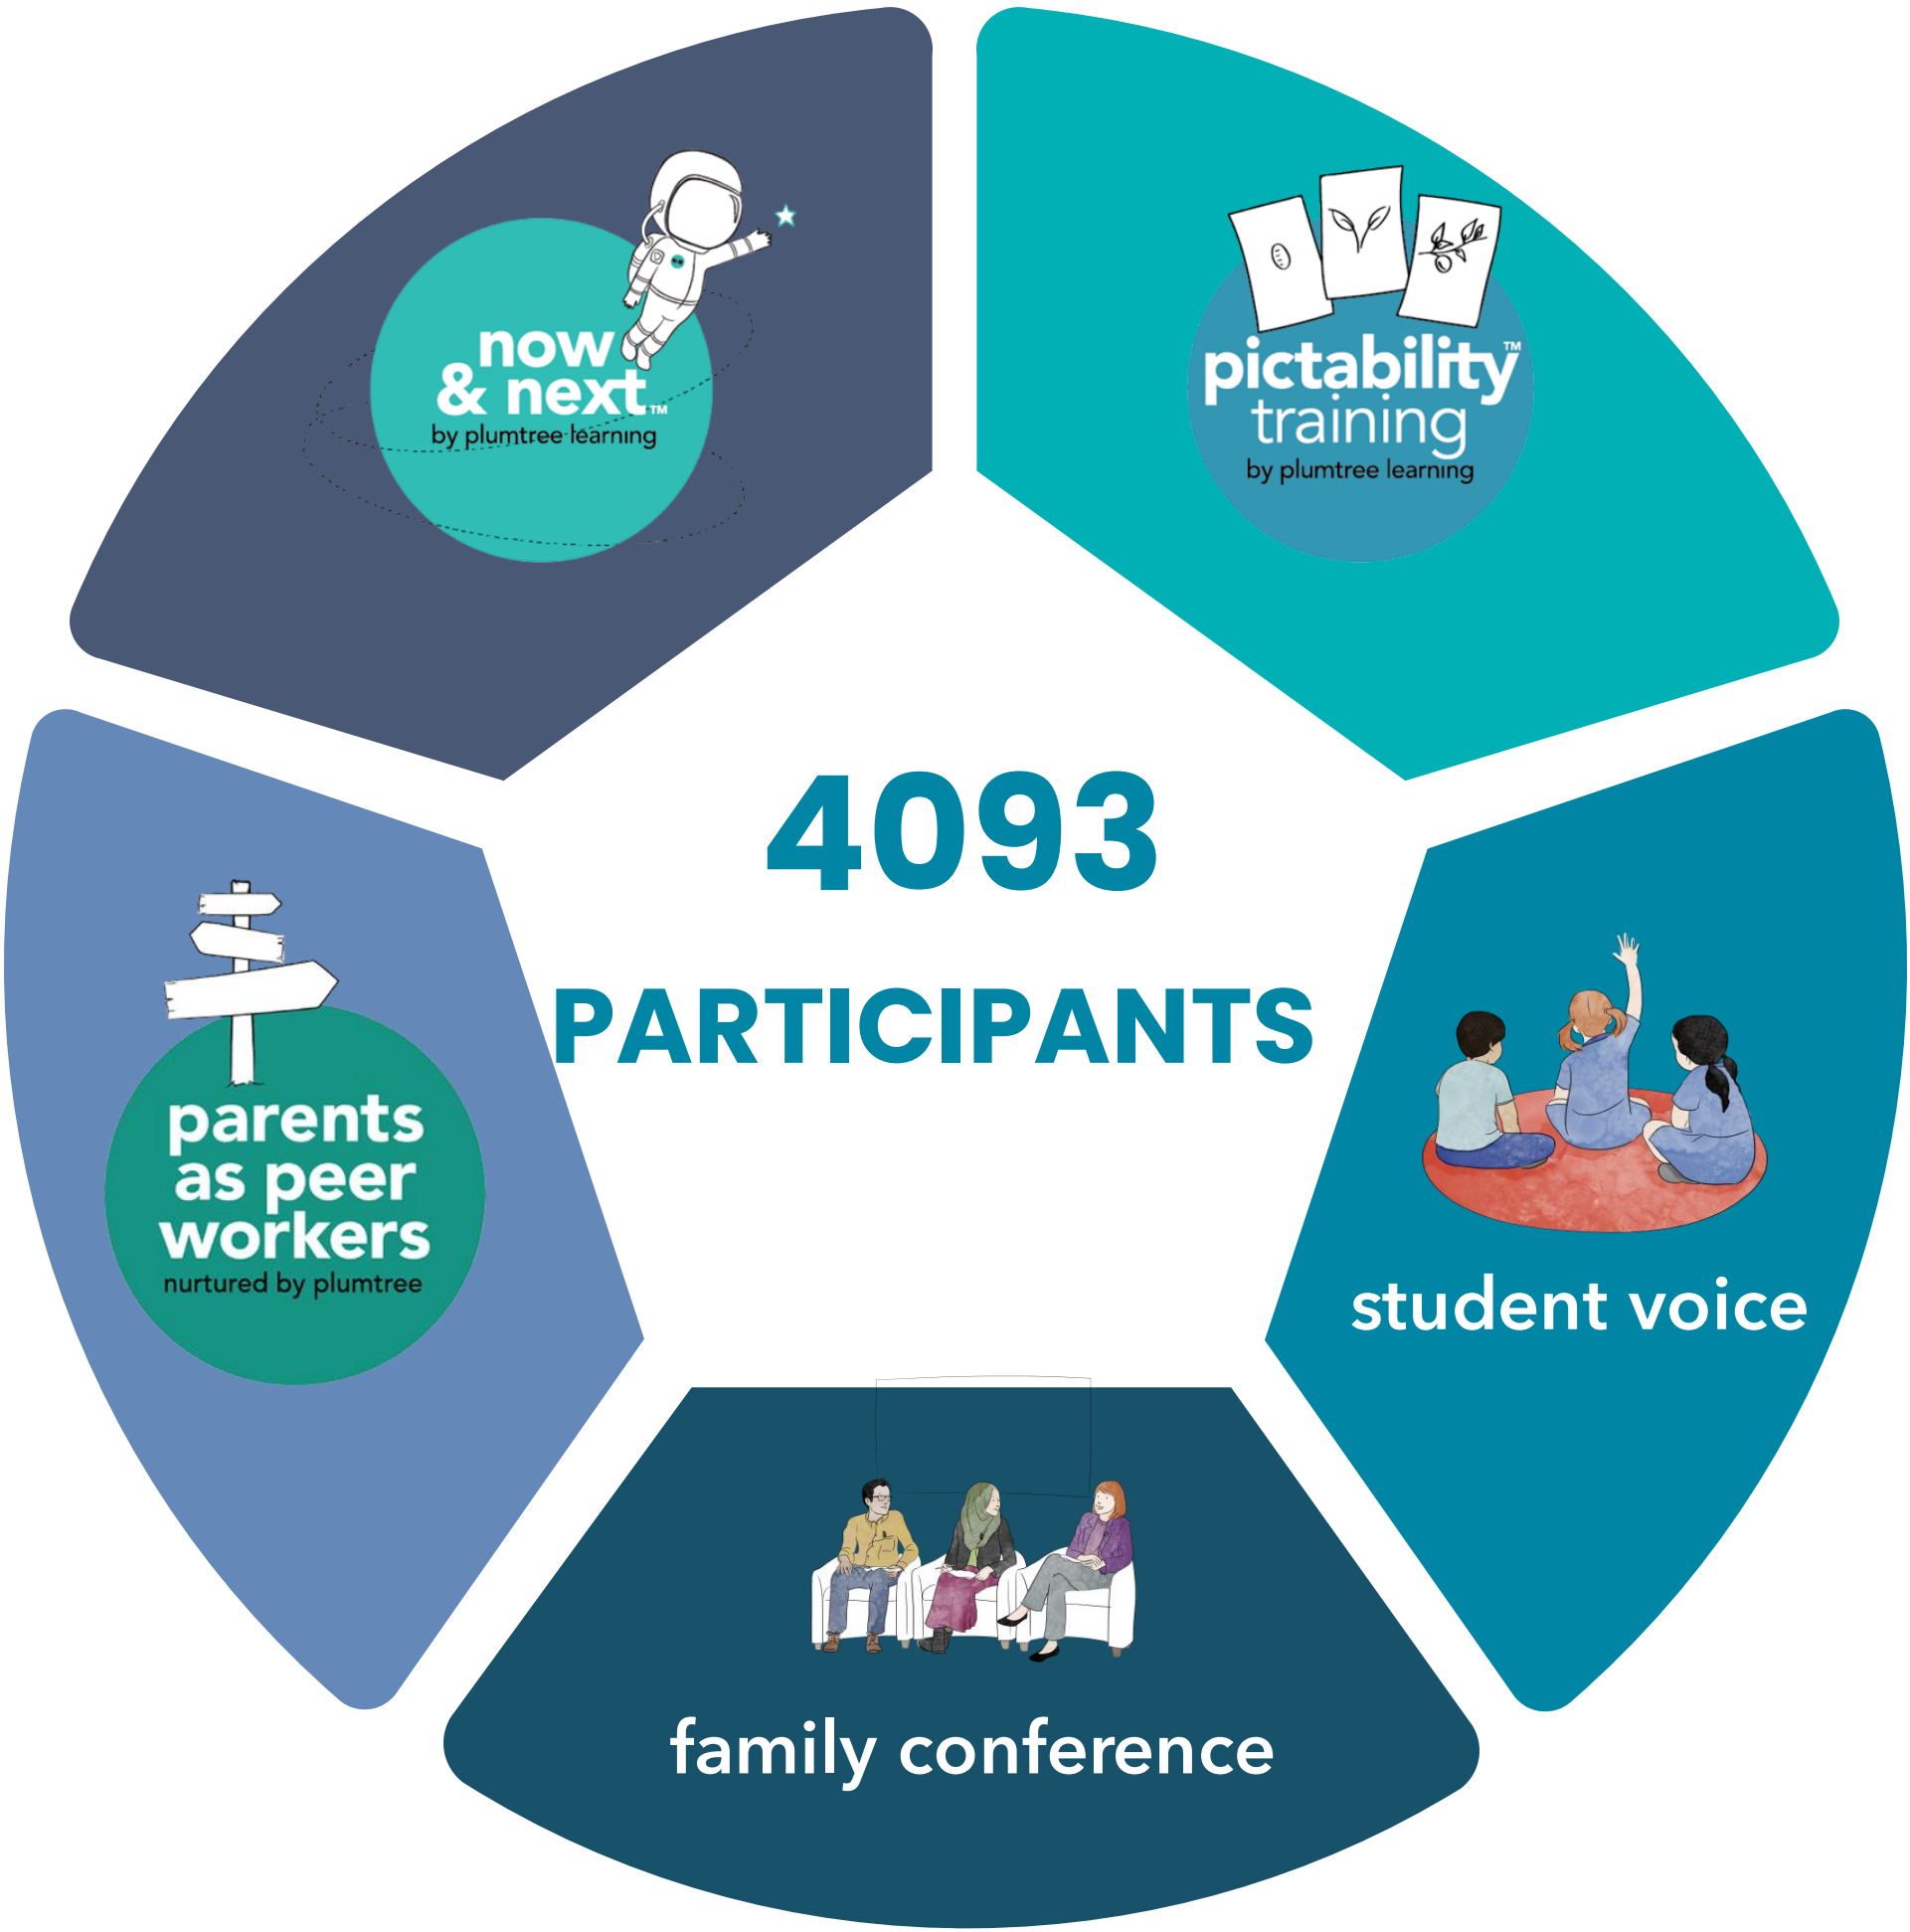 now
& next™
by plumtree learning
pictability™
training
by plumtree learning
4093
PARTICIPANTS
parents
as peer
workers
nurtured by plumtree
student voice
family conference